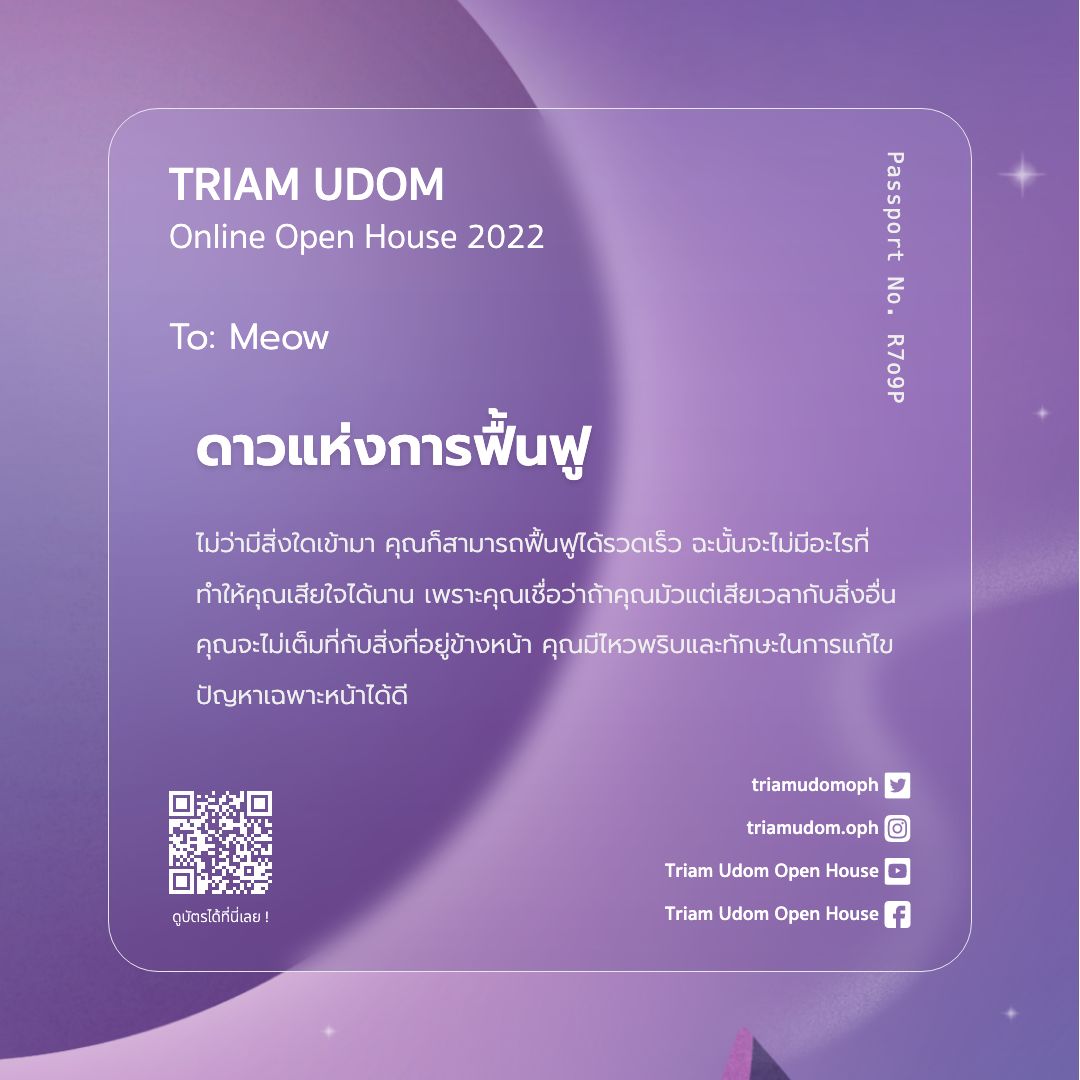 TRIAM UDOM
Online Open House 2022
Passport No. R7o9P
To: Meow
ดาวแห่งการฟื้นฟู
ไม่ว่ามีสิ่งใดเข้ามา คุณก็สามารถฟื้นฟูได้รวดเร็ว ฉะนั้นจะไม่มีอะไรที่
ทำให้คุณเสียใจได้นาน เพราะคุณเชื่อว่าถ้าคุณมัวแต่เสียเวลากับสิ่งอื่น
คุณจะไม่เต็มที่กับสิ่งที่อยู่ข้างหน้า คุณมีไหวพริบและทักษะในการแก้ไข
ปัญหาเฉพาะหน้าได้ดี
triamudomoph
triamudom.oph
Triam Udom Open House
Triam Udom Open House
ดูบัตรได้ที่นี่เลย !